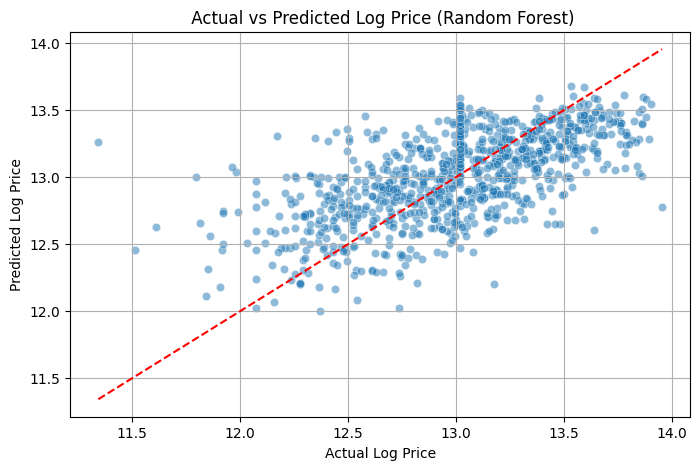 Actual vs Predicted Log Price (Random Forest)
14.0
13.5
13.0
12.5
12.0
11.5
Predicted Log Price
11.5 12.0 12.5 13.0 13.5 14.0
Actual Log Price